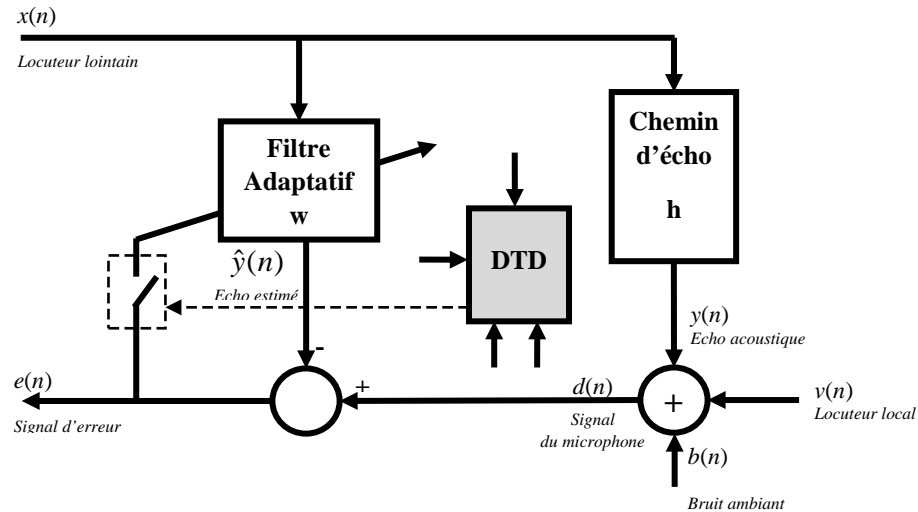 x(n)
Locuteur lointain
Filtre
Adaptatif
w
Chemin
d'écho
h
DTD
ŷ(n)
Echo estimé
y(n)
Echo acoustique
-
+
e(n)
Signal d'erreur
d(n)
Signal
du microphone
+
v(n)
Locuteur local
b(n)
Bruit ambiant